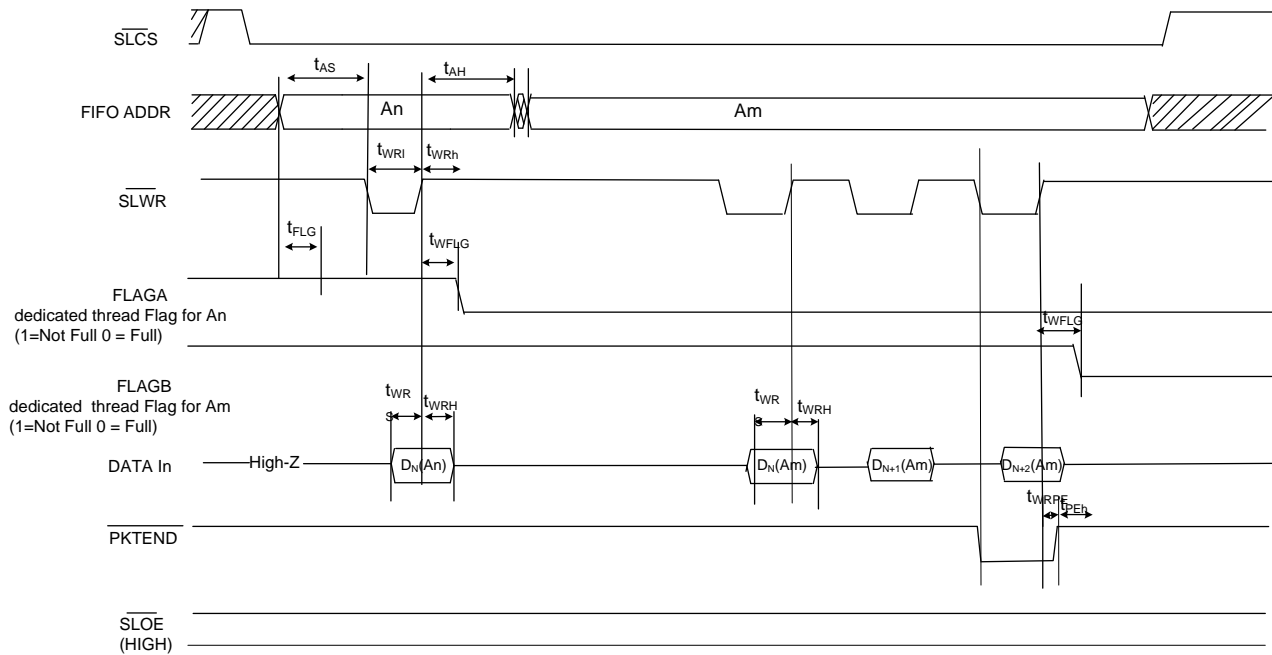 SLCS
tAS
tAH
FIFO ADDR
An
Am
tWRl
tWRh
SLWR
tFLG
tWFLG
FLAGA
dedicated thread Flag for An
(1=Not Full 0 = Full)
tWFLG
FLAGB
dedicated thread Flag for Am
(1=Not Full 0 = Full)
tWR
S
tWRH
tWR
S
tWRH
DATA In
High-Z
DN(An)
DN(Am)
DN+1(Am)
DN+2(Am)
tWRPE
tPEh
PKTEND
SLOE
(HIGH)